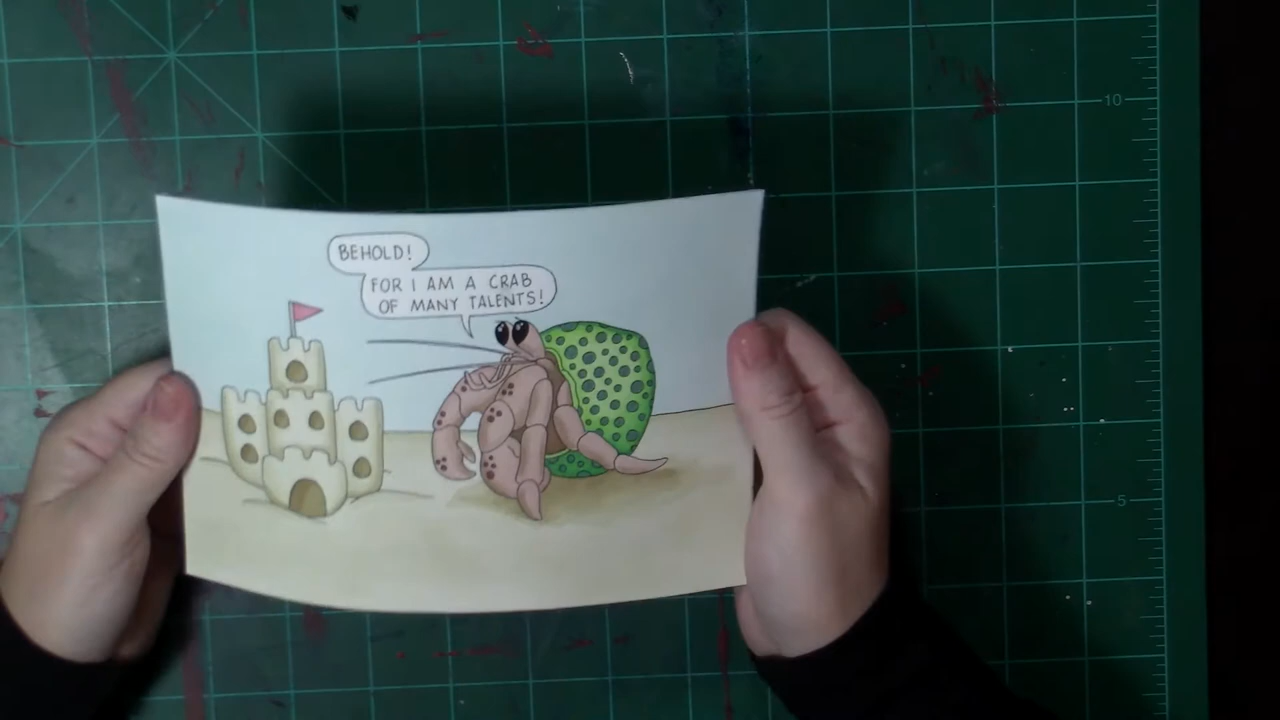 BEHOLD!
FOR I AM A CRAB
OF MANY TALENTS!
10
5